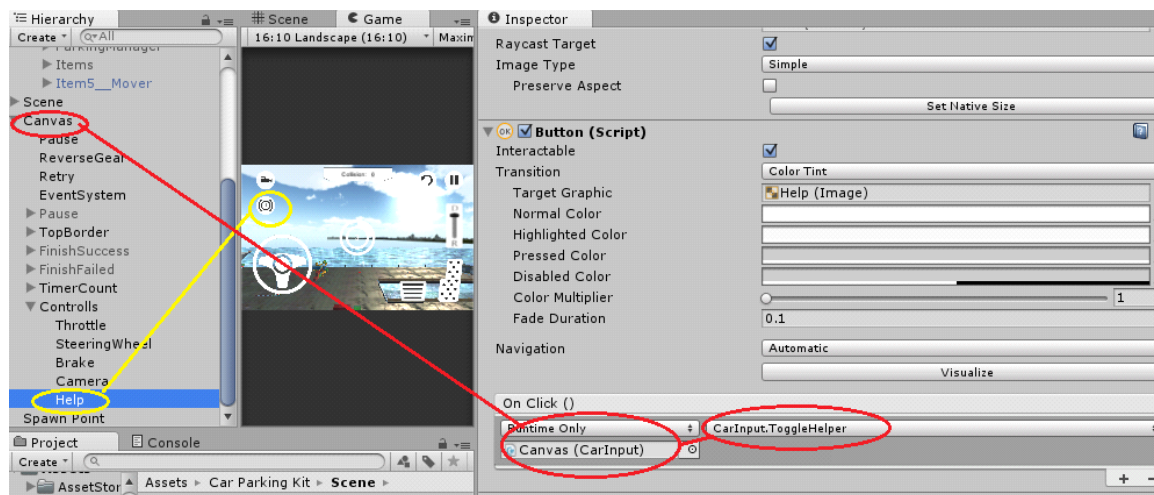 Hierarchy
Create
All
ParkingManager
Items
Item5__Mover
Scene
Canvas
Pause
ReverseGear
Retry
EventSystem
Pause
TopBorder
FinishSuccess
FinishFailed
TimerCount
Controlls
Throttle
SteeringWheel
Brake
Camera
Help
Spawn Point
Scene
Game
16:10 Landscape (16:10)
Maxim
D
R
Inspector
Raycast Target
Image Type
Simple
Preserve Aspect
Set Native Size
Button (Script)
Interactable
Transition
Color Tint
Target Graphic
Help (Image)
Normal Color
Highlighted Color
Pressed Color
Disabled Color
Color Multiplier
1
Fade Duration
0.1
Navigation
Automatic
Visualize
On Click ()
Runtime Only
CarInput.ToggleHelper
Canvas (CarInput)
Project
Console
Create
AssetStor
Assets ▸ Car Parking Kit ▸ Scene ▸